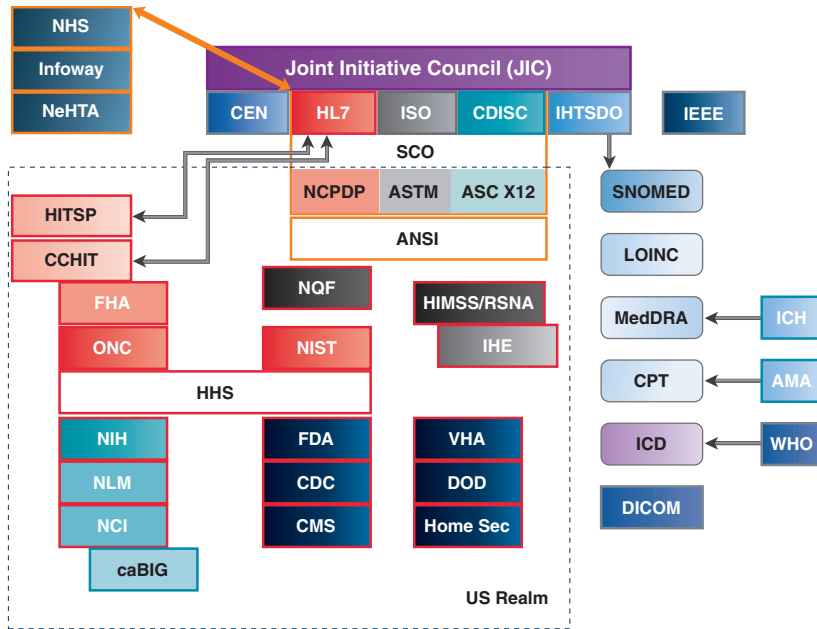 NHS
Infoway
NeHTA
Joint Initiative Council (JIC)
CEN
HL7
ISO
CDISC
IHTSDO
IEEE
SCO
NCPDP
ASTM
ASC X12
SNOMED
HITSP
ANSI
LOINC
CCHIT
NQF
FHA
HIMSS/RSNA
MedDRA
ICH
ONC
NIST
IHE
HHS
CPT
AMA
NIH
FDA
VHA
ICD
WHO
NLM
CDC
DOD
DICOM
NCI
CMS
Home Sec
caBIG
US Realm